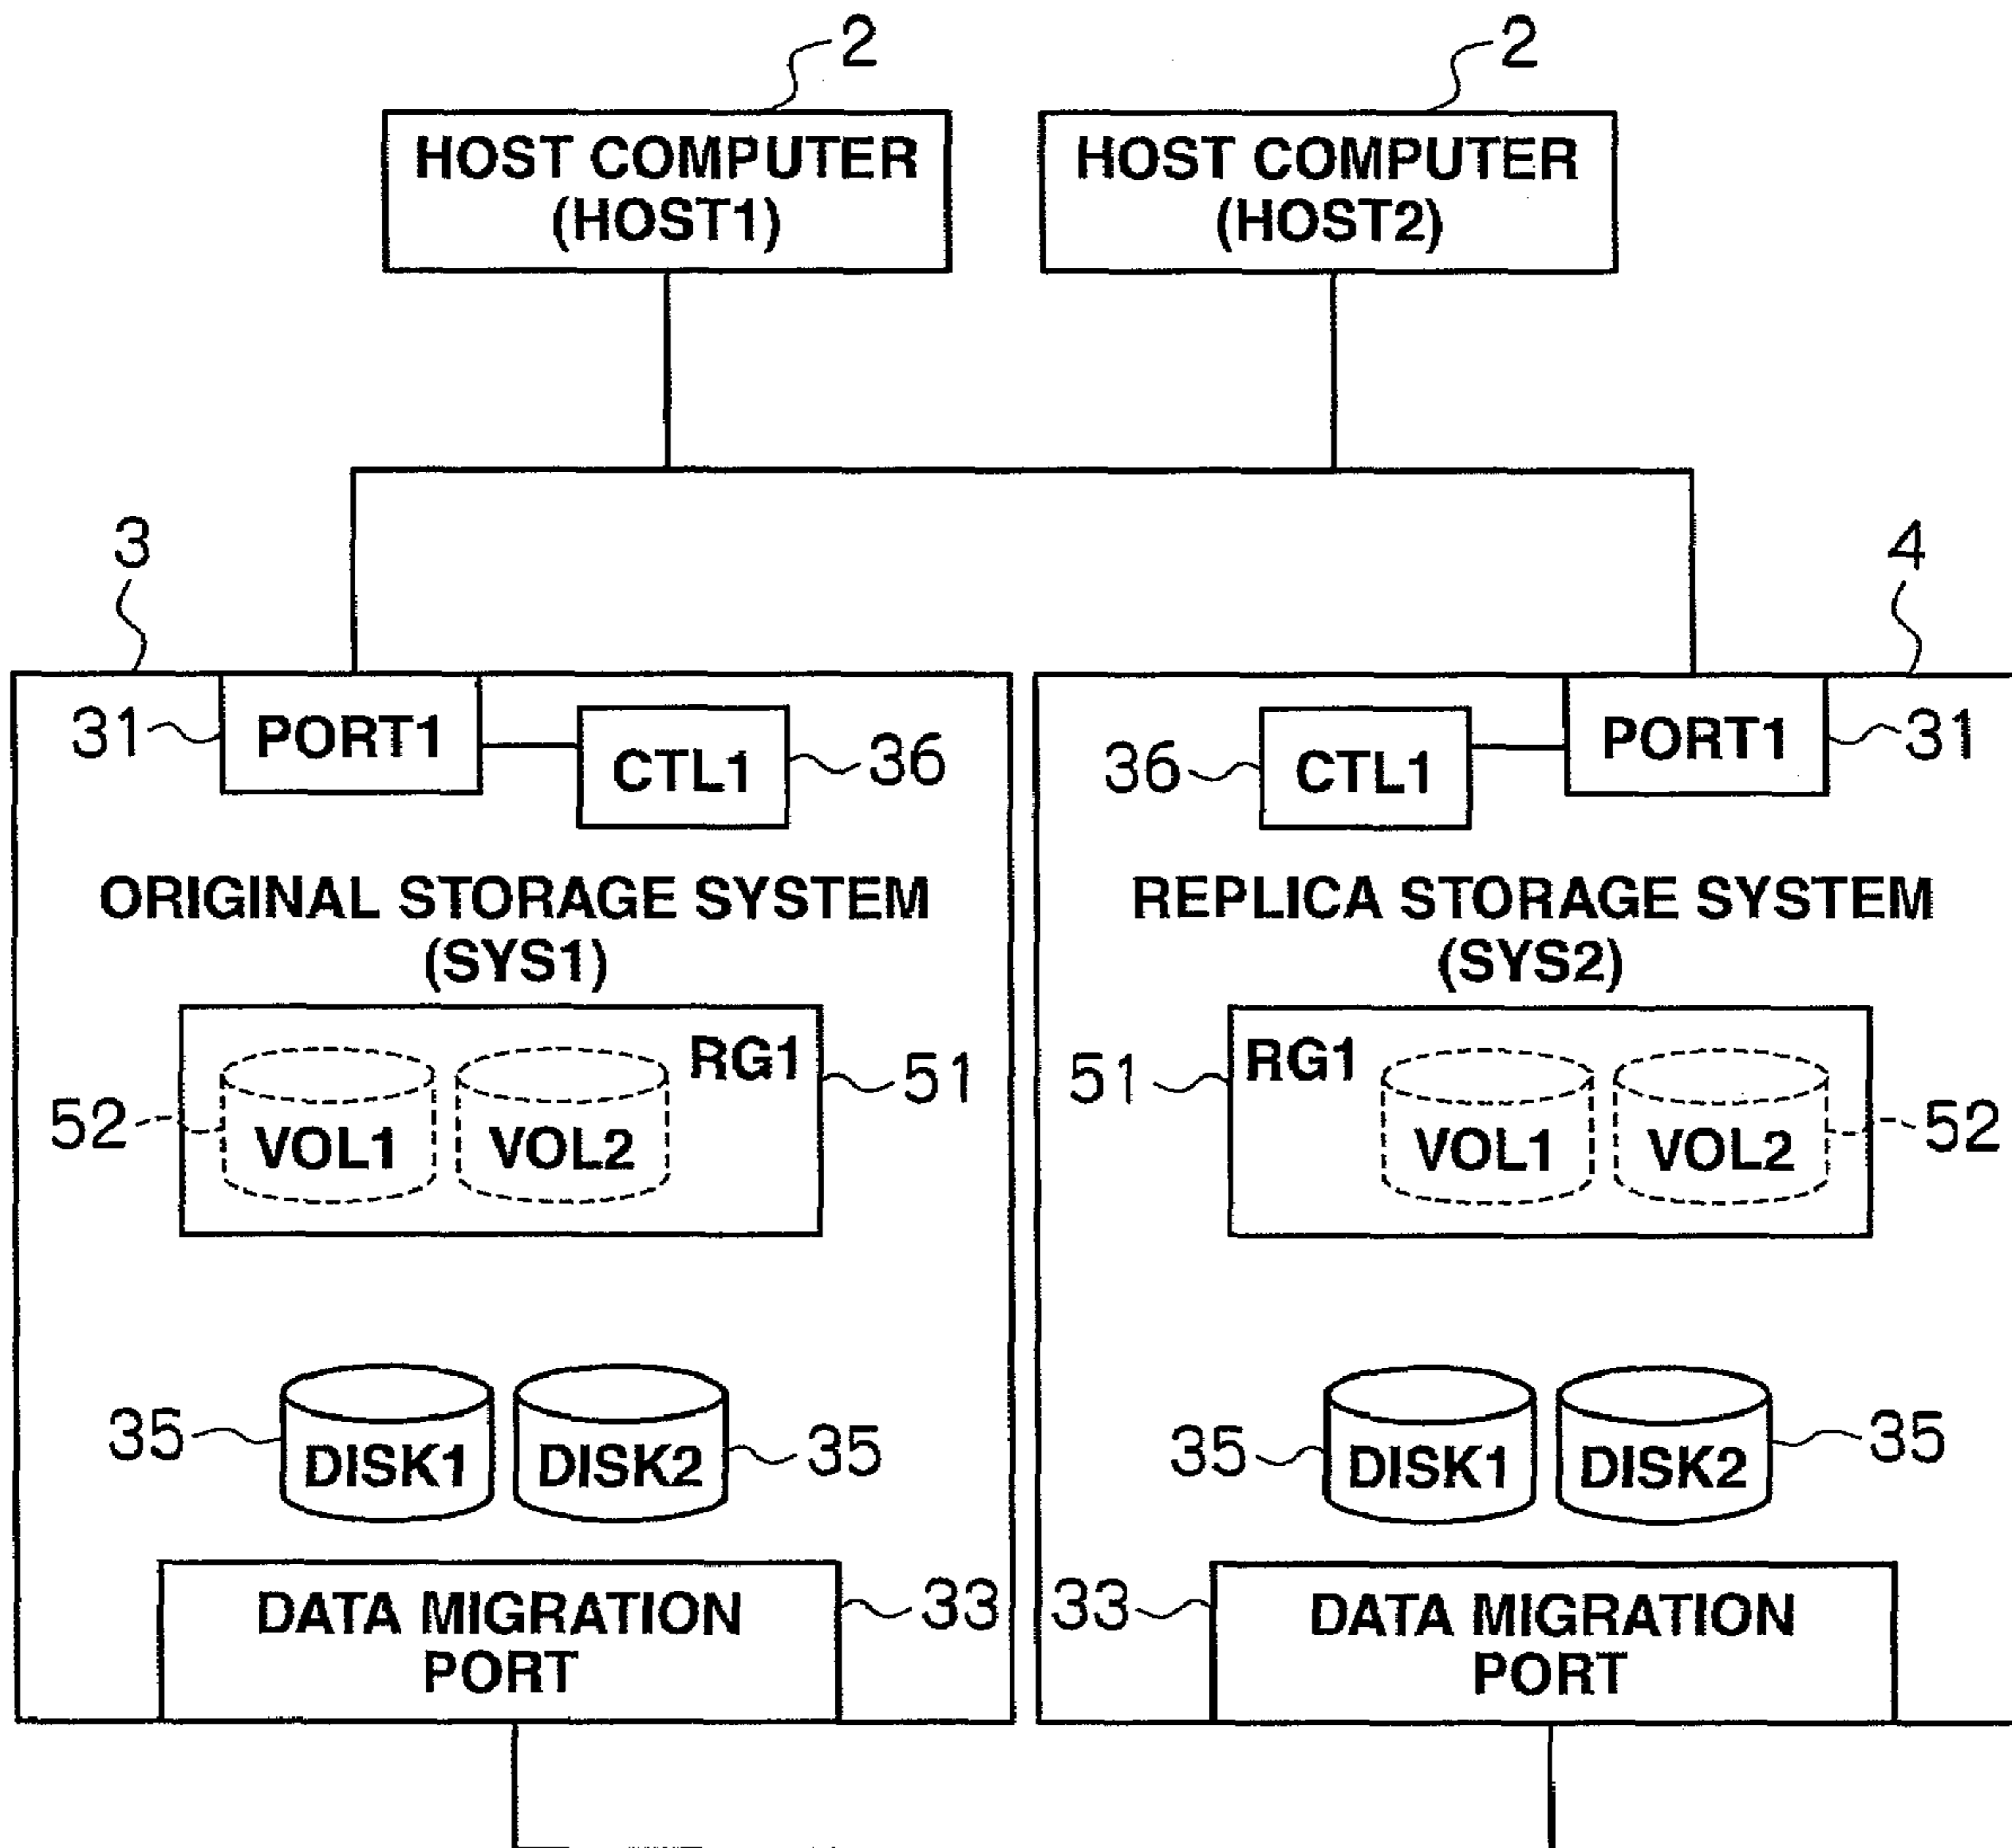 2
2
HOST COMPUTER
(HOST1)
HOST COMPUTER
(HOST2)
3
4
31
PORT1
CTL1
36
36
CTL1
PORT1
31
ORIGINAL STORAGE SYSTEM
(SYS1)
REPLICA STORAGE SYSTEM
(SYS2)
52
VOL1
VOL2
RG1
51
51
RG1
VOL1
VOL2
52
35
DISK1
DISK2
35
35
DISK1
DISK2
35
DATA MIGRATION
PORT
33
33
DATA MIGRATION
PORT